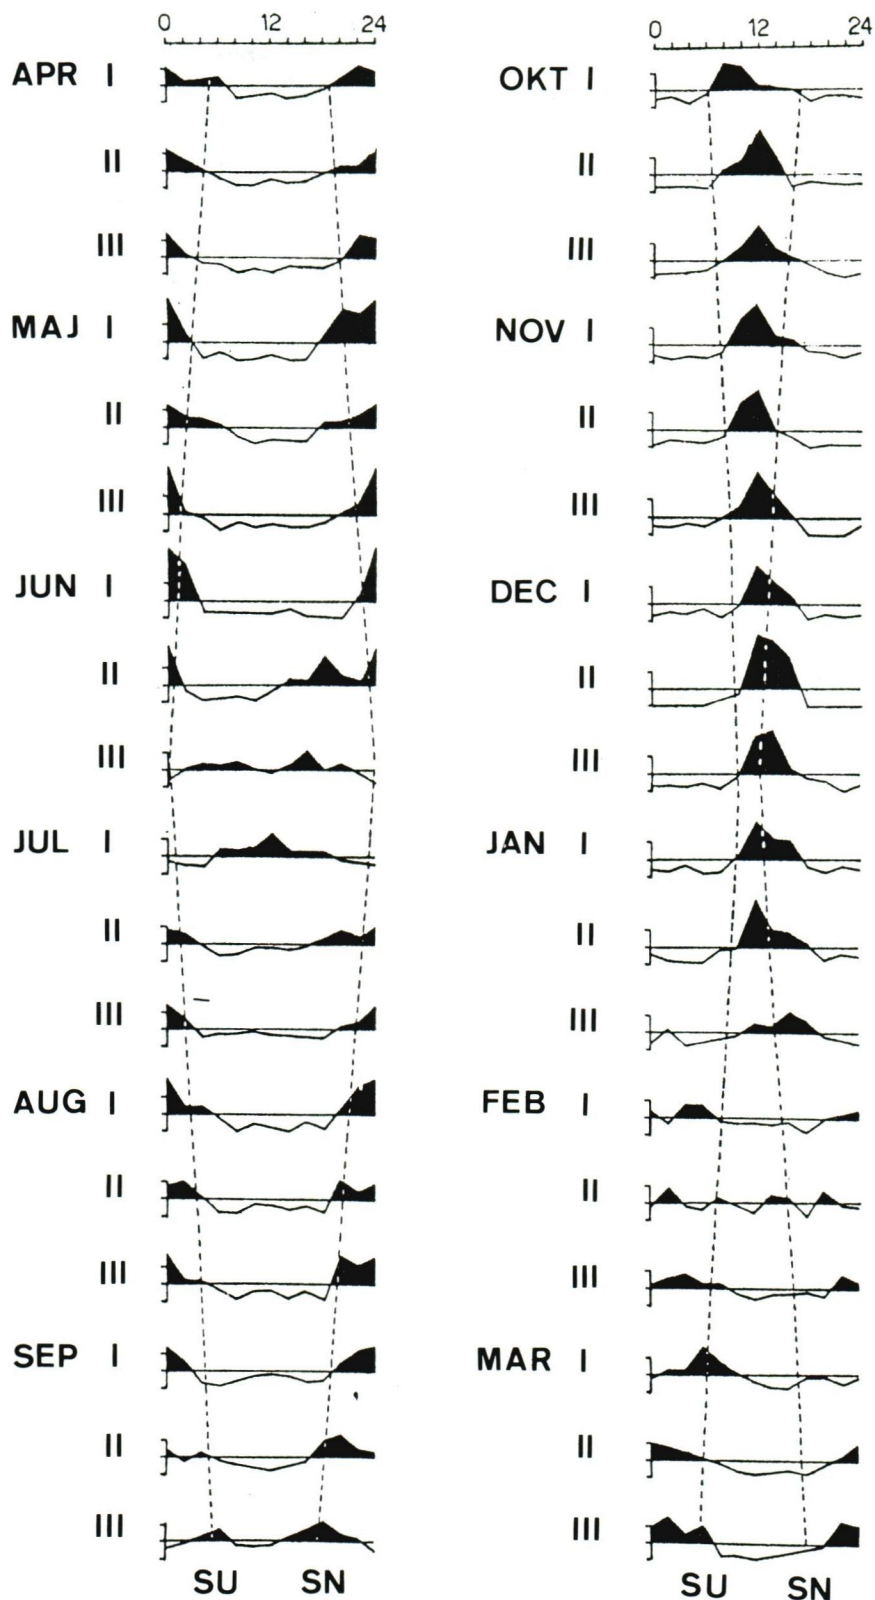 0 12 24
APR I
II
III
MAJ I
II
III
JUN I
II
III
JUL I
II
III
AUG I
II
III
SEP I
II
III
SU SN
0 12 24
OKT I
II
III
NOV I
II
III
DEC I
II
III
JAN I
II
III
FEB I
II
III
MAR I
II
III
SU SN